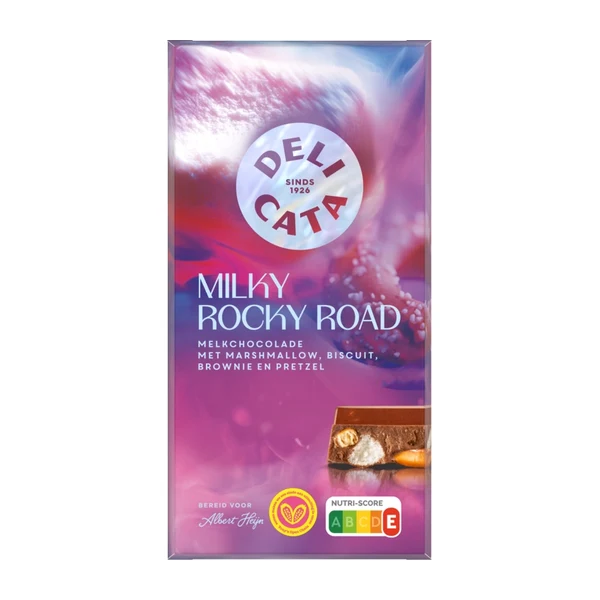 DELI
SINDS
1926
CATA
MILKY
ROCKY ROAD
MELKCHOCOLADE
MET MARSHMALLOW, BISCUIT,
BROWNIE EN PRETZEL
BEREID VOOR
Albert Heijn
NUTRI-SCORE
A B C D E